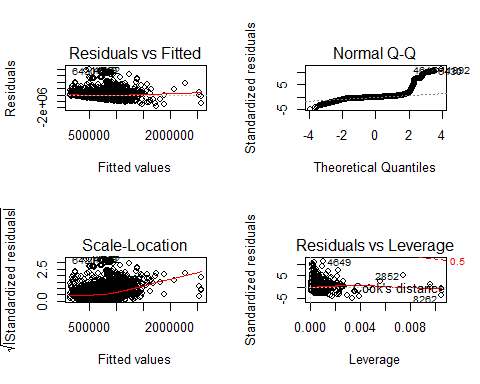 Residuals vs Fitted
Residuals
-2e+06
500000
2000000
Fitted values
Normal Q-Q
Standardized residuals
-5
5
-4
-2
0
2
4
Theoretical Quantiles
Scale-Location
√|Standardized residuals|
0.0
2.5
500000
2000000
Fitted values
Residuals vs Leverage
Standardized residuals
-5
5
4649
2852
8262
Cook's distance
0.5
0.000
0.004
0.008
Leverage